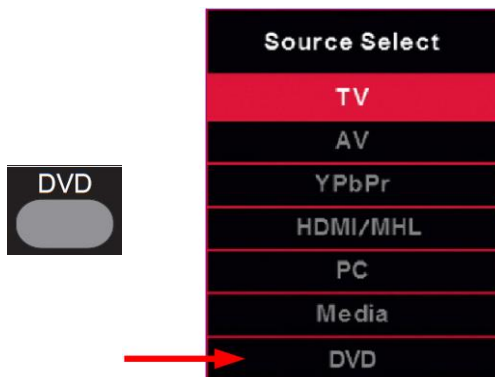 DVD
Source Select
TV
AV
YPbPr
HDMI/MHL
PC
Media
DVD